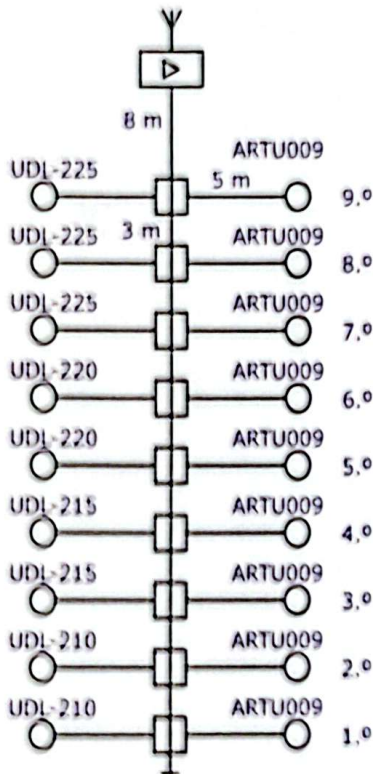 8 m
UDL-225 ARTU009
5 m 9.º
UDL-225 3 m ARTU009 8.º
UDL-225 ARTU009 7.º
UDL-220 ARTU009 6.º
UDL-220 ARTU009 5.º
UDL-215 ARTU009 4.º
UDL-215 ARTU009 3.º
UDL-210 ARTU009 2.º
UDL-210 ARTU009 1.º